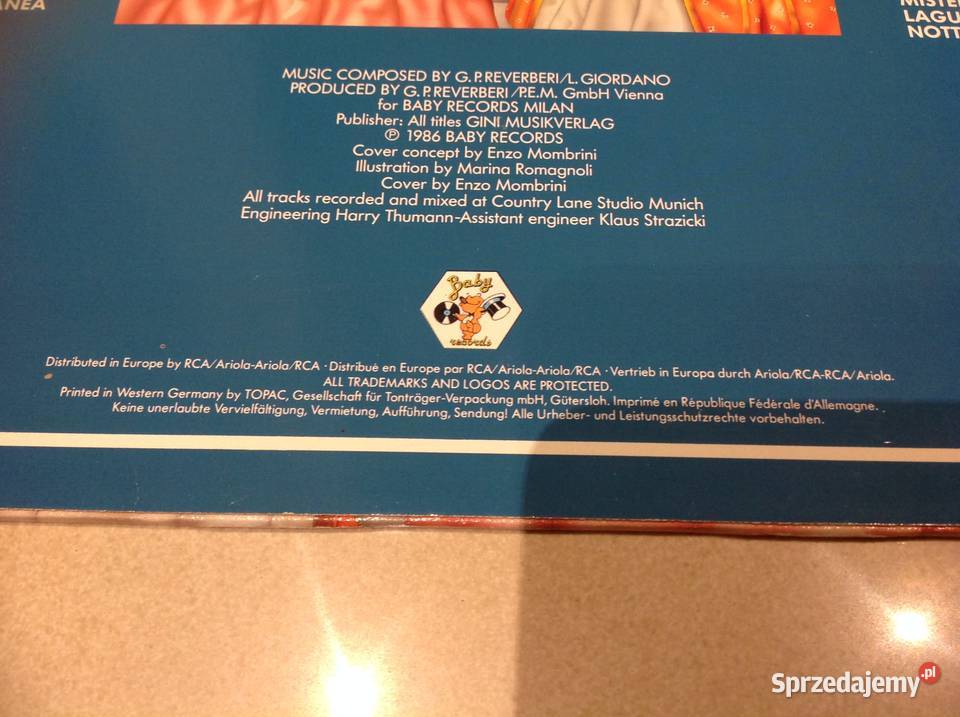 ANEA
MUSIC COMPOSED BY G.P.REVERBERI/L. GIORDANO
PRODUCED BY G. P. REVERBERI /P.E.M. GmbH Vienna
for BABY RECORDS MILAN
Publisher: All titles GINI MUSIKVERLAG
℗ 1986 BABY RECORDS
Cover concept by Enzo Mombrini
Illustration by Marina Romagnoli
Cover by Enzo Mombrini
All tracks recorded and mixed at Country Lane Studio Munich
Engineering Harry Thumann-Assistant engineer Klaus Strazicki
MISTE
LAGU
NOTT
Baby
records
Distributed in Europe by RCA/Ariola-Ariola/RCA · Distribué en Europe par RCA/Ariola-Ariola/RCA · Vertrieb in Europa durch Ariola/RCA-RCA/Ariola.
ALL TRADEMARKS AND LOGOS ARE PROTECTED.
Printed in Western Germany by TOPAC, Gesellschaft für Tonträger-Verpackung mbH, Gütersloh. Imprimé en République Fédérale d'Allemagne.
Keine unerlaubte Vervielfältigung, Vermietung, Aufführung, Sendung! Alle Urheber- und Leistungsschutzrechte vorbehalten.
Sprzedajemy.pl